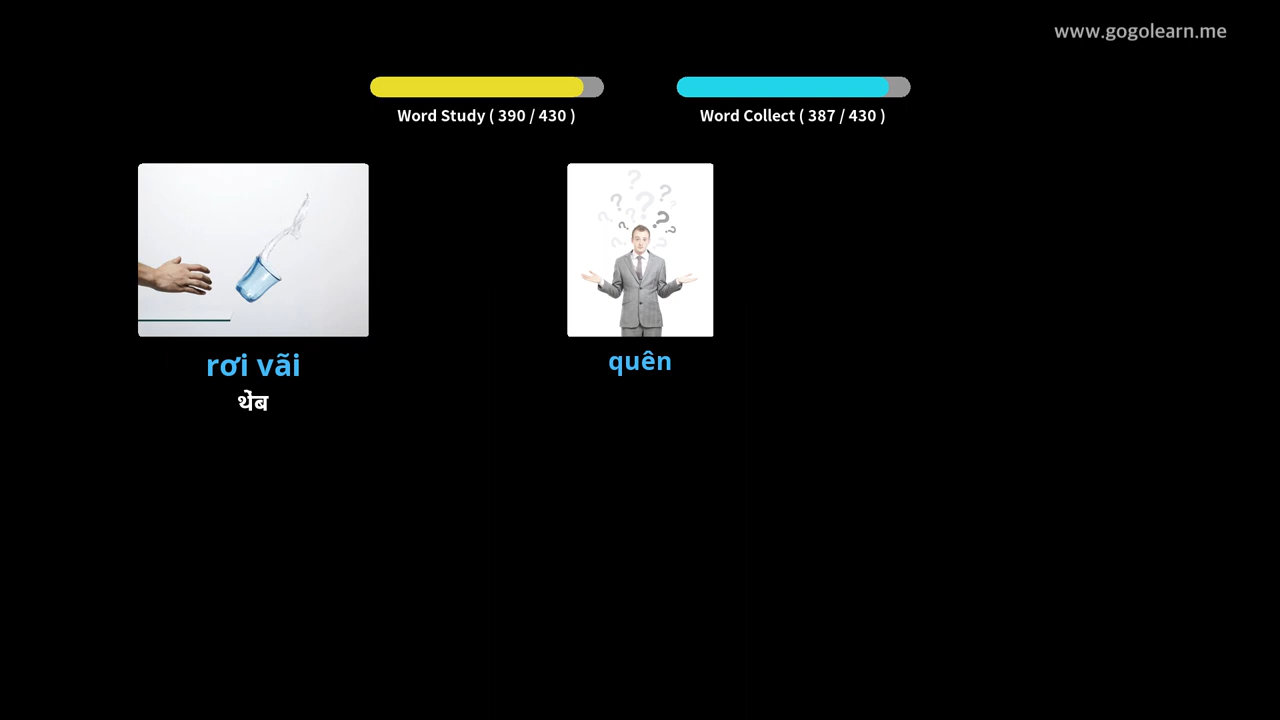 www.gogolearn.me
Word Study ( 390 / 430 )
Word Collect ( 387 / 430 )
rơi vãi
थेंब
quên